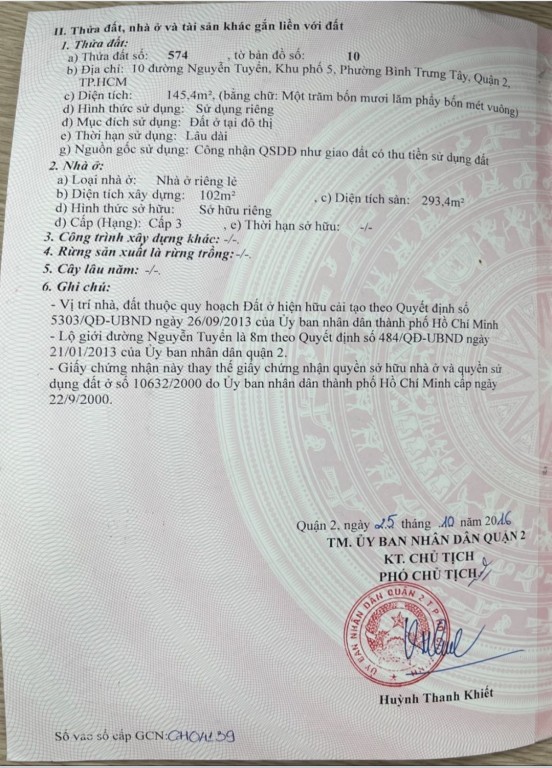 II. Thửa đất, nhà ở và tài sản khác gắn liền với đất
1. Thửa đất:
a) Thửa đất số: 574 , tờ bản đồ số: 10
b) Địa chỉ: 10 đường Nguyễn Tuyển, Khu phố 5, Phường Bình Trưng Tây, Quận 2,
TP.HCM
c) Diện tích: 145,4m², (bằng chữ: Một trăm bốn mươi lăm phẩy bốn mét vuông)
d) Hình thức sử dụng: Sử dụng riêng
đ) Mục đích sử dụng: Đất ở tại đô thị
e) Thời hạn sử dụng: Lâu dài
g) Nguồn gốc sử dụng: Công nhận QSDĐ như giao đất có thu tiền sử dụng đất
2. Nhà ở:
a) Loại nhà ở: Nhà ở riêng lẻ
b) Diện tích xây dựng: 102m² , c) Diện tích sàn: 293,4m²
d) Hình thức sở hữu: Sở hữu riêng
đ) Cấp (Hạng): Cấp 3 , e) Thời hạn sở hữu: -/-
3. Công trình xây dựng khác: -/-.
4. Rừng sản xuất là rừng trồng: -/-.
5. Cây lâu năm: -/-.
6. Ghi chú:
- Vị trí nhà, đất thuộc quy hoạch Đất ở hiện hữu cải tạo theo Quyết định số
5303/QĐ-UBND ngày 26/09/2013 của Ủy ban nhân dân thành phố Hồ Chí Minh
- Lộ giới đường Nguyễn Tuyển là 8m theo Quyết định số 484/QĐ-UBND ngày
21/01/2013 của Ủy ban nhân dân quận 2.
- Giấy chứng nhận này thay thế giấy chứng nhận quyền sở hữu nhà ở và quyền sử
dụng đất ở số 10632/2000 do Ủy ban nhân dân thành phố Hồ Chí Minh cấp ngày
22/9/2000.
Quận 2, ngày 25 tháng 10 năm 2016
TM. ỦY BAN NHÂN DÂN QUẬN 2
KT. CHỦ TỊCH
PHÓ CHỦ TỊCH
ỦY BAN NHÂN DÂN QUẬN 2 T.P
Huỳnh Thanh Khiết
Số vào sổ cấp GCN: